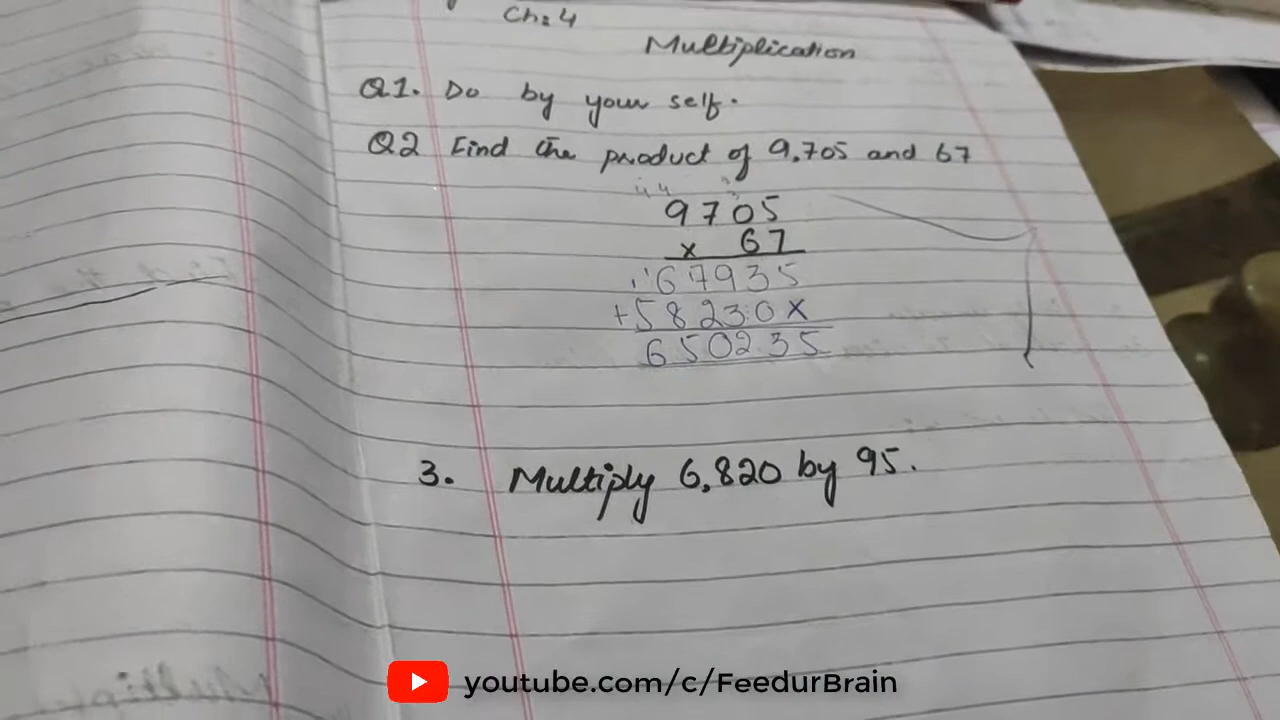 Ch: 4
Multiplication
Q1. Do by your self.
Q2 Find the product of 9,705 and 67
9705
x 67
67935
+58230x
650235
3. Multiply 6,820 by 95.
youtube.com/c/FeedurBrain